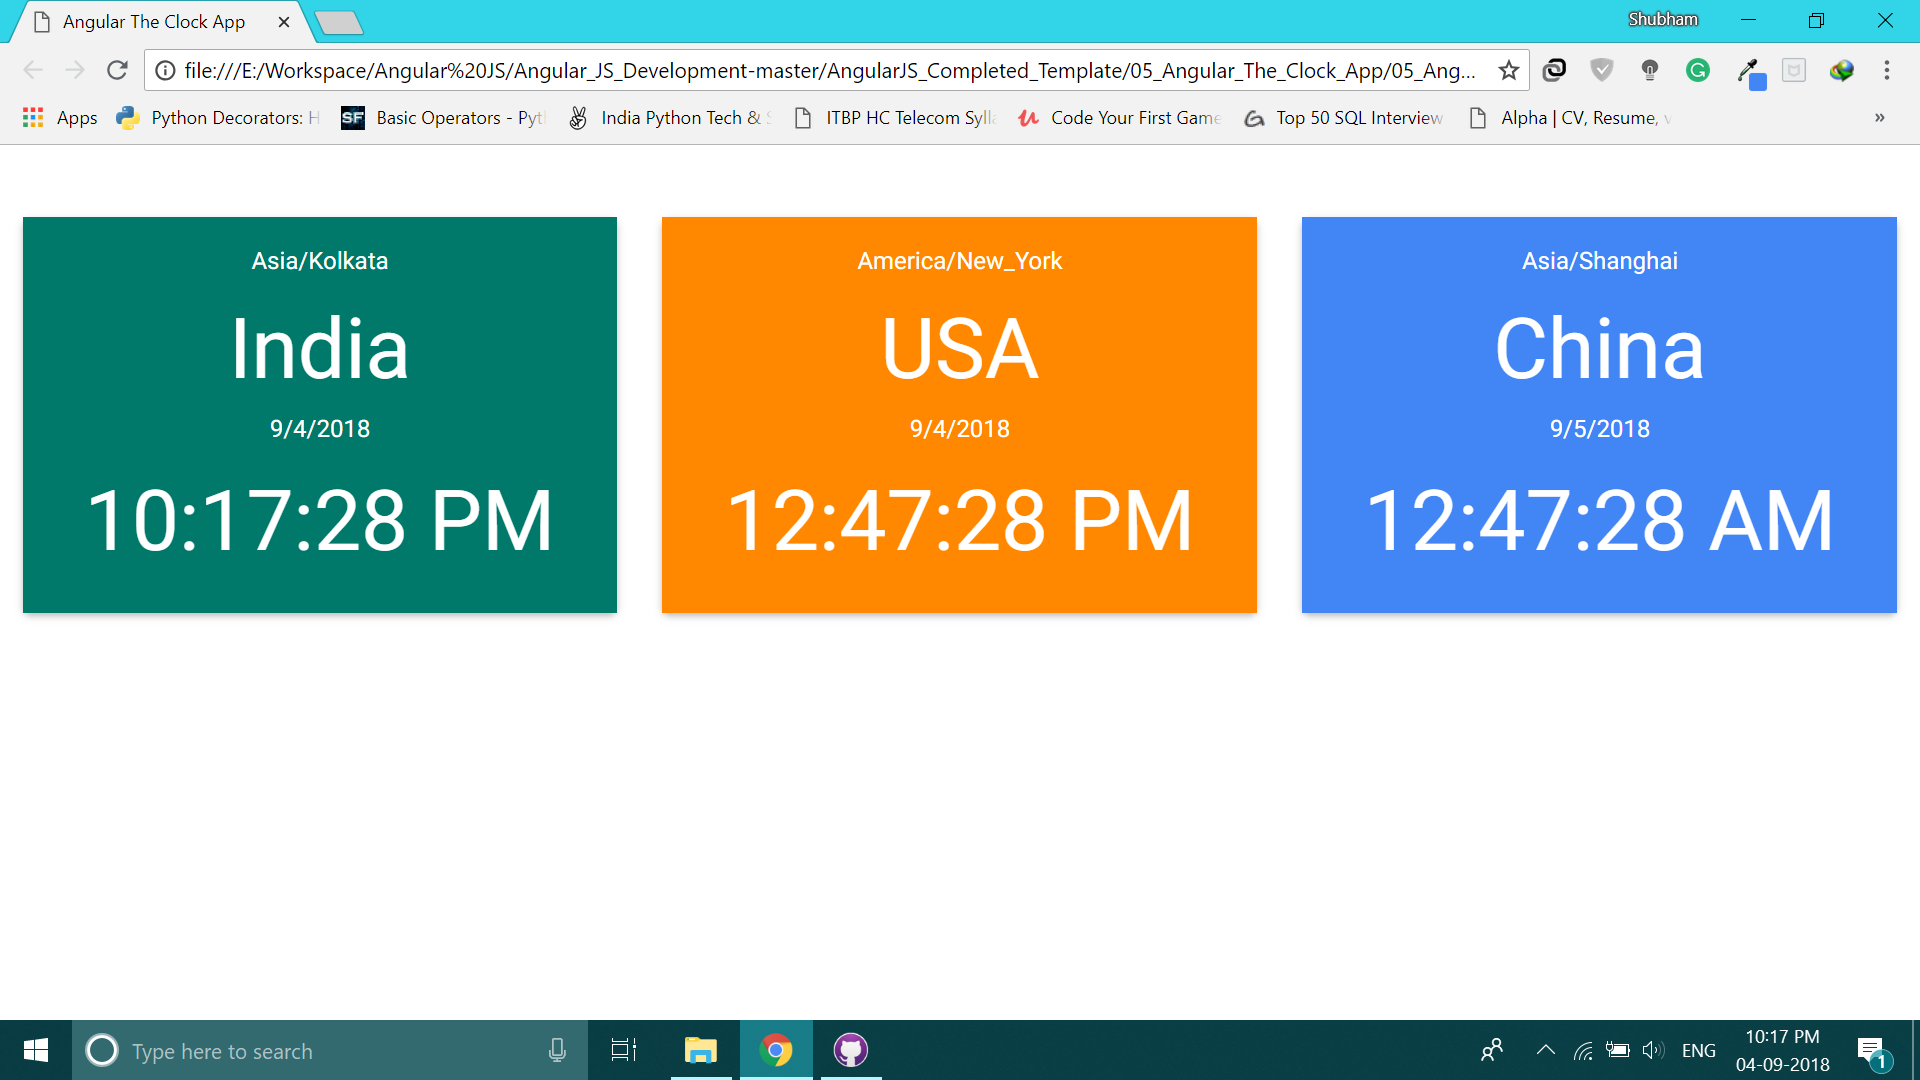 Angular The Clock App
Shubham
file:///E:/Workspace/Angular%20JS/Angular_JS_Development-master/AngularJS_Completed_Template/05_Angular_The_Clock_App/05_Ang...
Apps Python Decorators: H Basic Operators - Pyt India Python Tech & S ITBP HC Telecom Sylla Code Your First Game Top 50 SQL Interview Alpha | CV, Resume, v »
Asia/Kolkata
India
9/4/2018
10:17:28 PM
America/New_York
USA
9/4/2018
12:47:28 PM
Asia/Shanghai
China
9/5/2018
12:47:28 AM
Type here to search
ENG
10:17 PM
04-09-2018
1